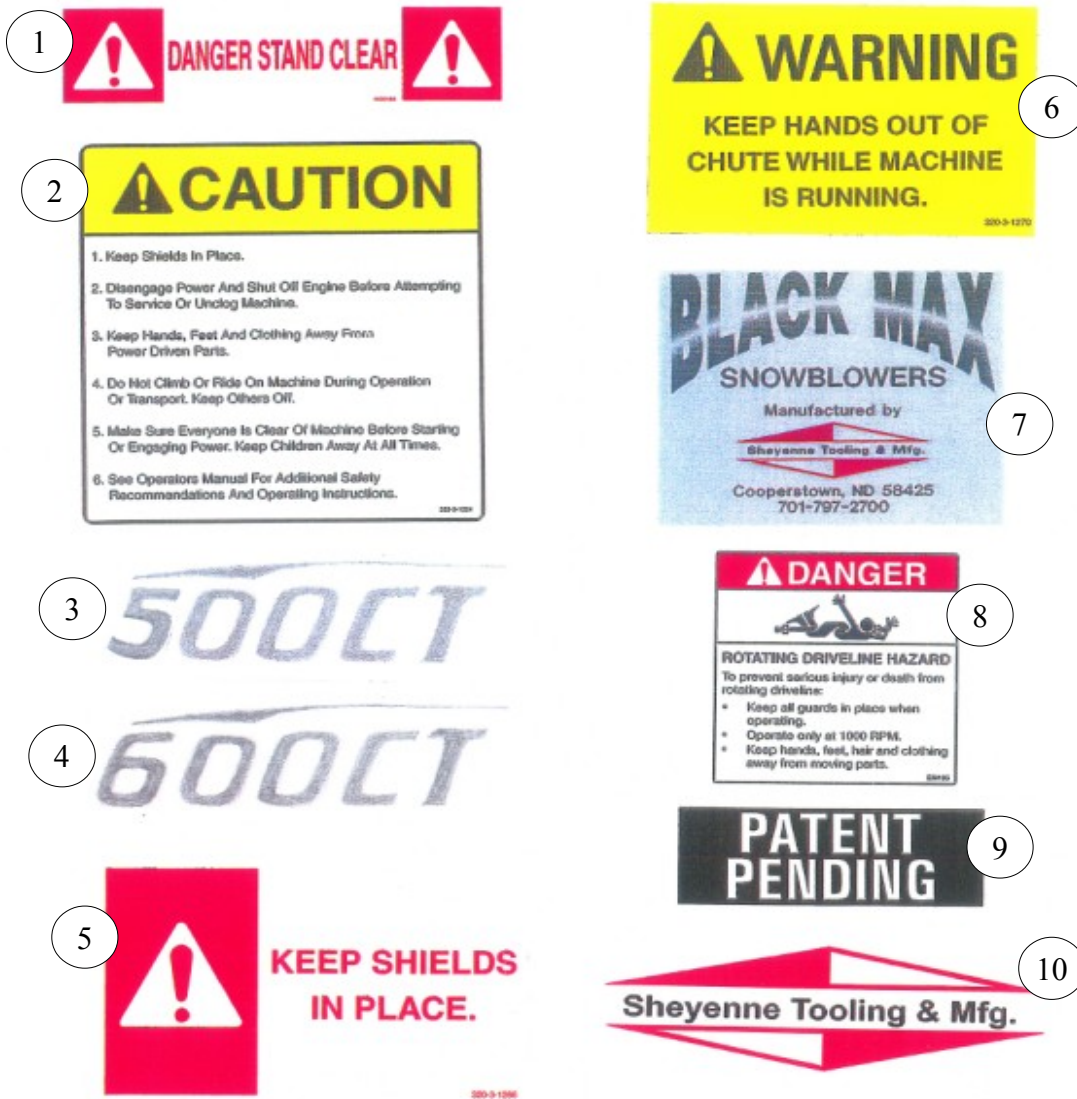 1
DANGER STAND CLEAR
2
CAUTION
1. Keep Shields In Place.
2. Disengage Power And Shut Off Engine Before Attempting
To Service Or Unclog Machine.
3. Keep Hands, Feet And Clothing Away From
Power Driven Parts.
4. Do Not Climb Or Ride On Machine During Operation
Or Transport. Keep Others Off.
5. Make Sure Everyone Is Clear Of Machine Before Starting
Or Engaging Power. Keep Children Away At All Times.
6. See Operators Manual For Additional Safety
Recommendations And Operating Instructions.
3
500CT
4
600CT
5
KEEP SHIELDS
IN PLACE.
6
WARNING
KEEP HANDS OUT OF
CHUTE WHILE MACHINE
IS RUNNING.
320-3-1270
7
BLACK MAX
SNOWBLOWERS
Manufactured by
Sheyenne Tooling & Mfg.
Cooperstown, ND 58425
701-797-2700
8
DANGER
ROTATING DRIVELINE HAZARD
To prevent serious injury or death from
rotating driveline:
• Keep all guards in place when
operating.
• Operate only at 1000 RPM.
• Keep hands, feet, hair and clothing
away from moving parts.
9
PATENT
PENDING
10
Sheyenne Tooling & Mfg.